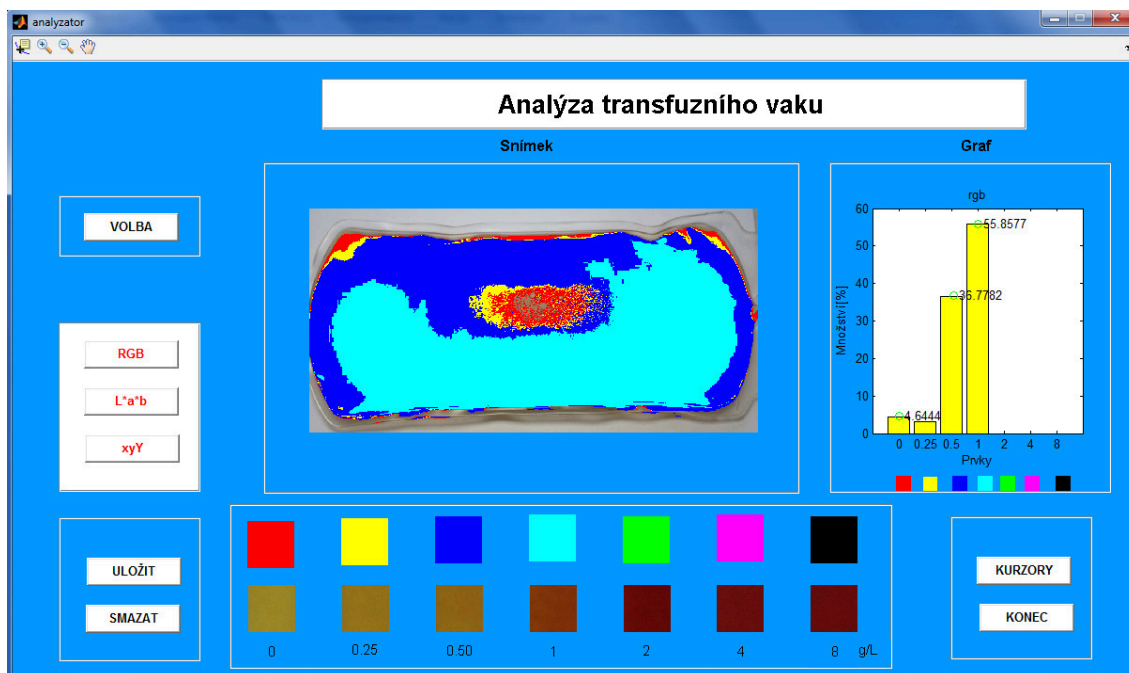 analyzator
Analýza transfuzního vaku
Snímek
Graf
VOLBA
RGB
L*a*b
xyY
rgb
60
50
40
30
20
10
0
Množství[%]
55.8577
36.7782
4.6444
0 0.25 0.5 1 2 4 8
Prvky
ULOŽIT
SMAZAT
0 0.25 0.50 1 2 4 8 g/L
KURZORY
KONEC